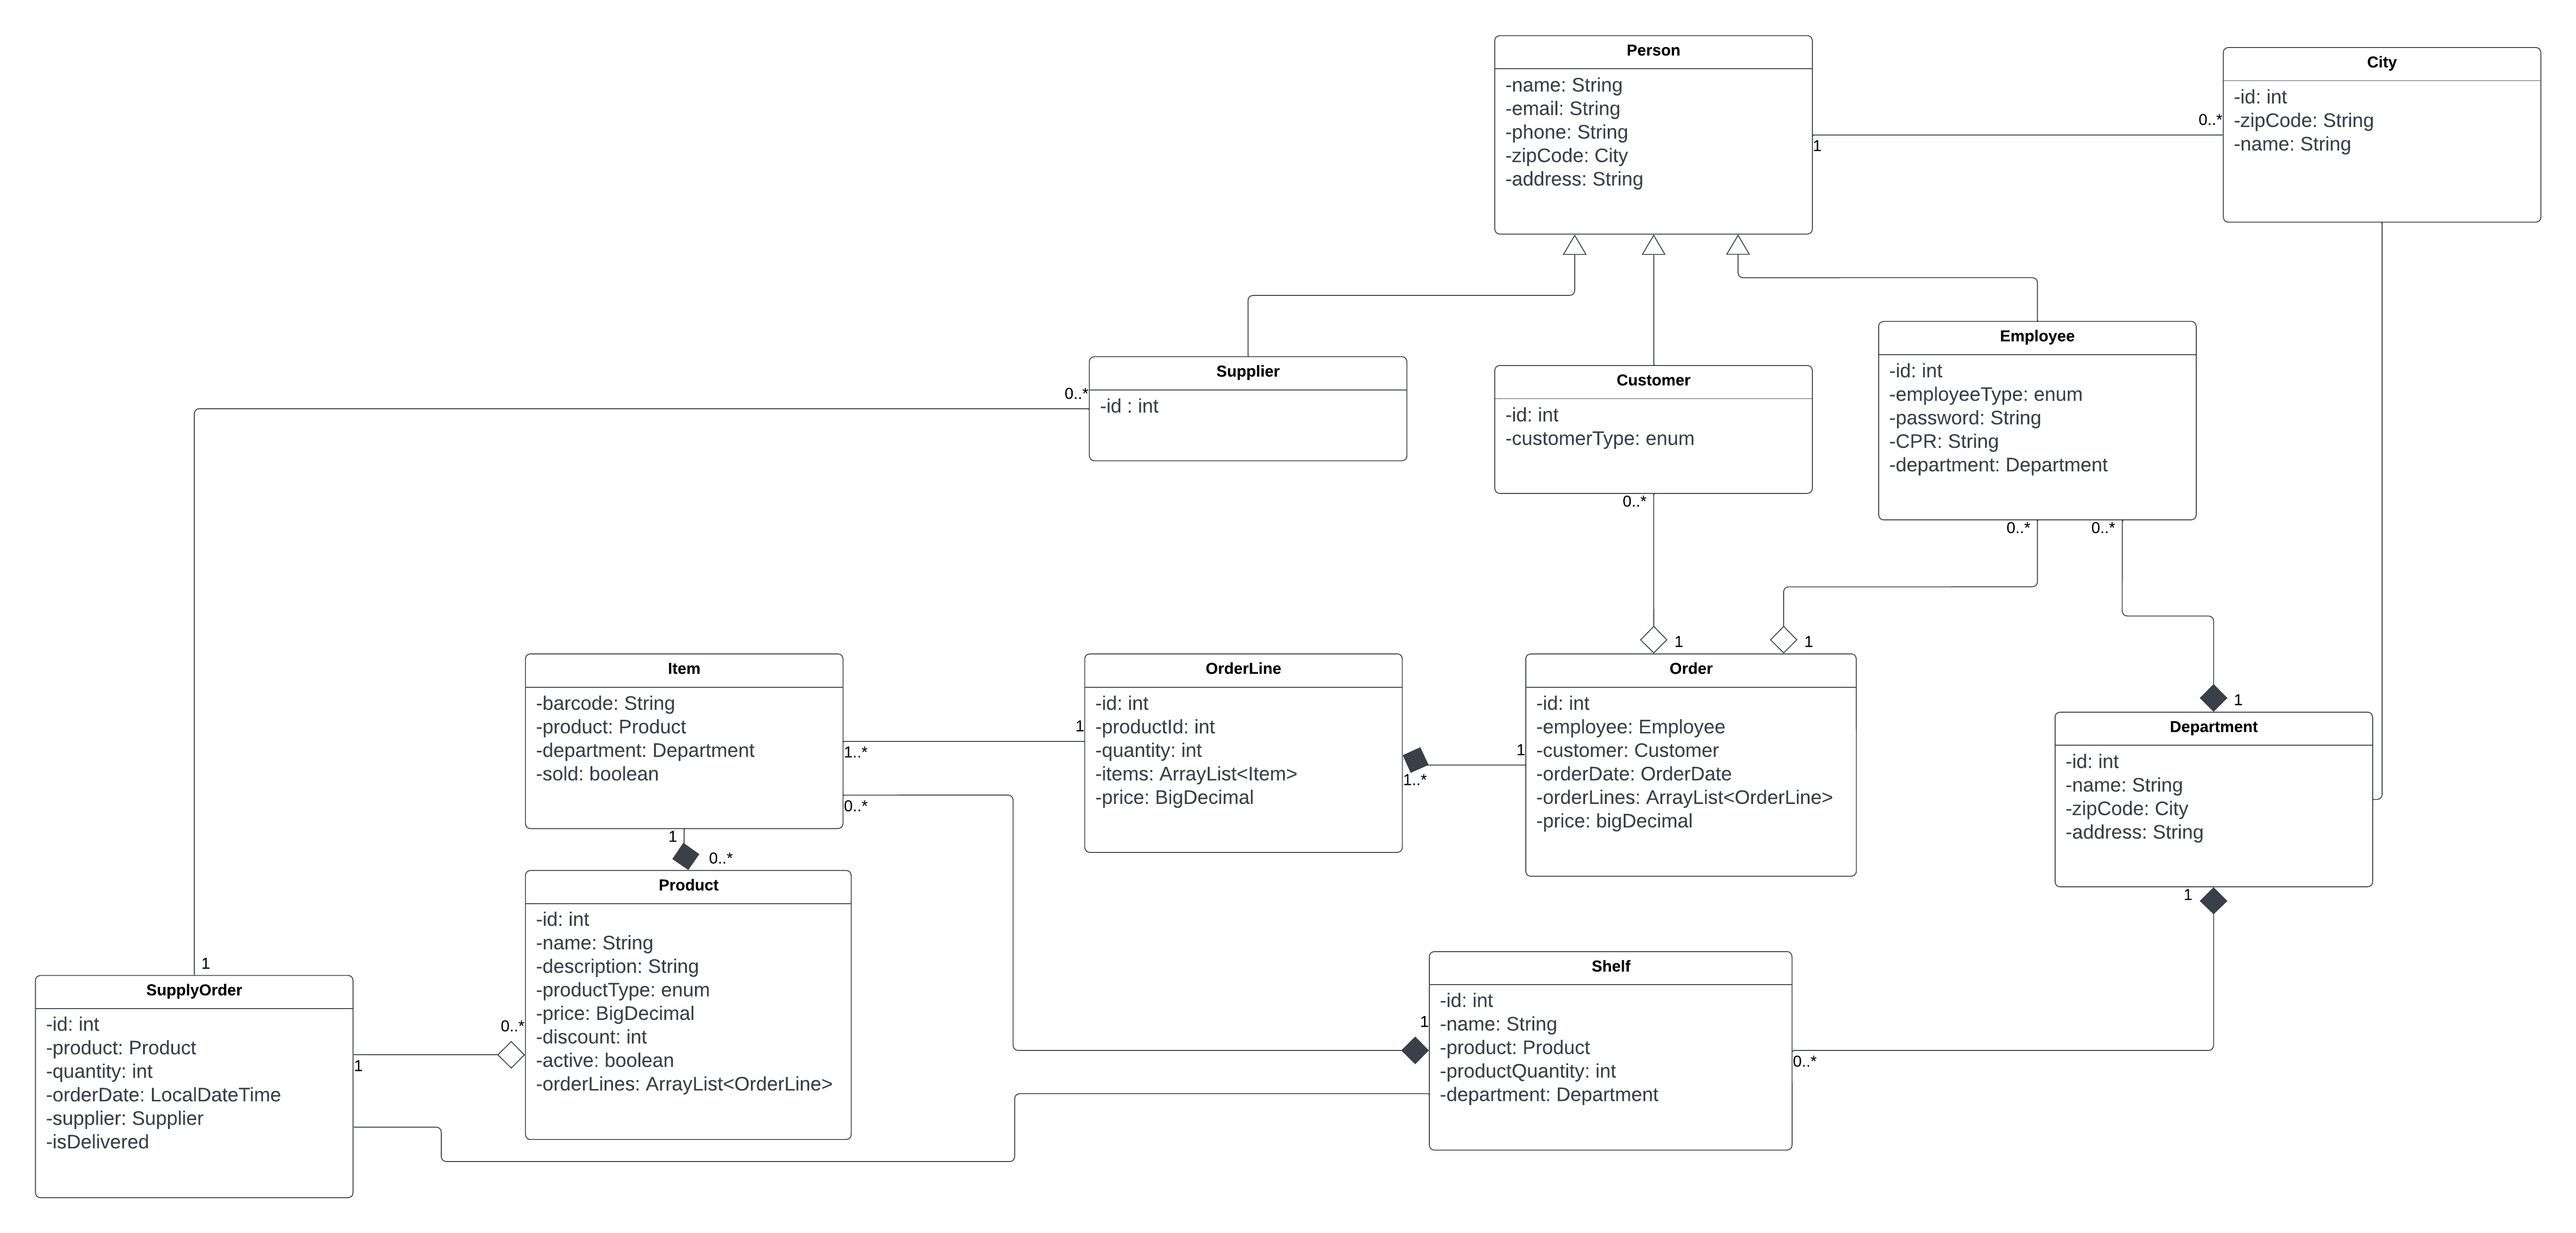 Person
-name: String
-email: String
-phone: String
-zipCode: City
-address: String
1
City
-id: int
-zipCode: String
-name: String
0..*
Supplier
-id : int
0..*
Customer
-id: int
-customerType: enum
0..*
Employee
-id: int
-employeeType: enum
-password: String
-CPR: String
-department: Department
0..*
0..*
Item
-barcode: String
-product: Product
-department: Department
-sold: boolean
1..*
0..*
1
OrderLine
-id: int
-productId: int
-quantity: int
-items: ArrayList<Item>
-price: BigDecimal
1
1..*
1
1
Order
-id: int
-employee: Employee
-customer: Customer
-orderDate: OrderDate
-orderLines: ArrayList<OrderLine>
-price: bigDecimal
1
1
Department
-id: int
-name: String
-zipCode: City
-address: String
1
0..*
Product
-id: int
-name: String
-description: String
-productType: enum
-price: BigDecimal
-discount: int
-active: boolean
-orderLines: ArrayList<OrderLine>
0..*
1
SupplyOrder
-id: int
-product: Product
-quantity: int
-orderDate: LocalDateTime
-supplier: Supplier
-isDelivered
1
1
Shelf
-id: int
-name: String
-product: Product
-productQuantity: int
-department: Department
0..*